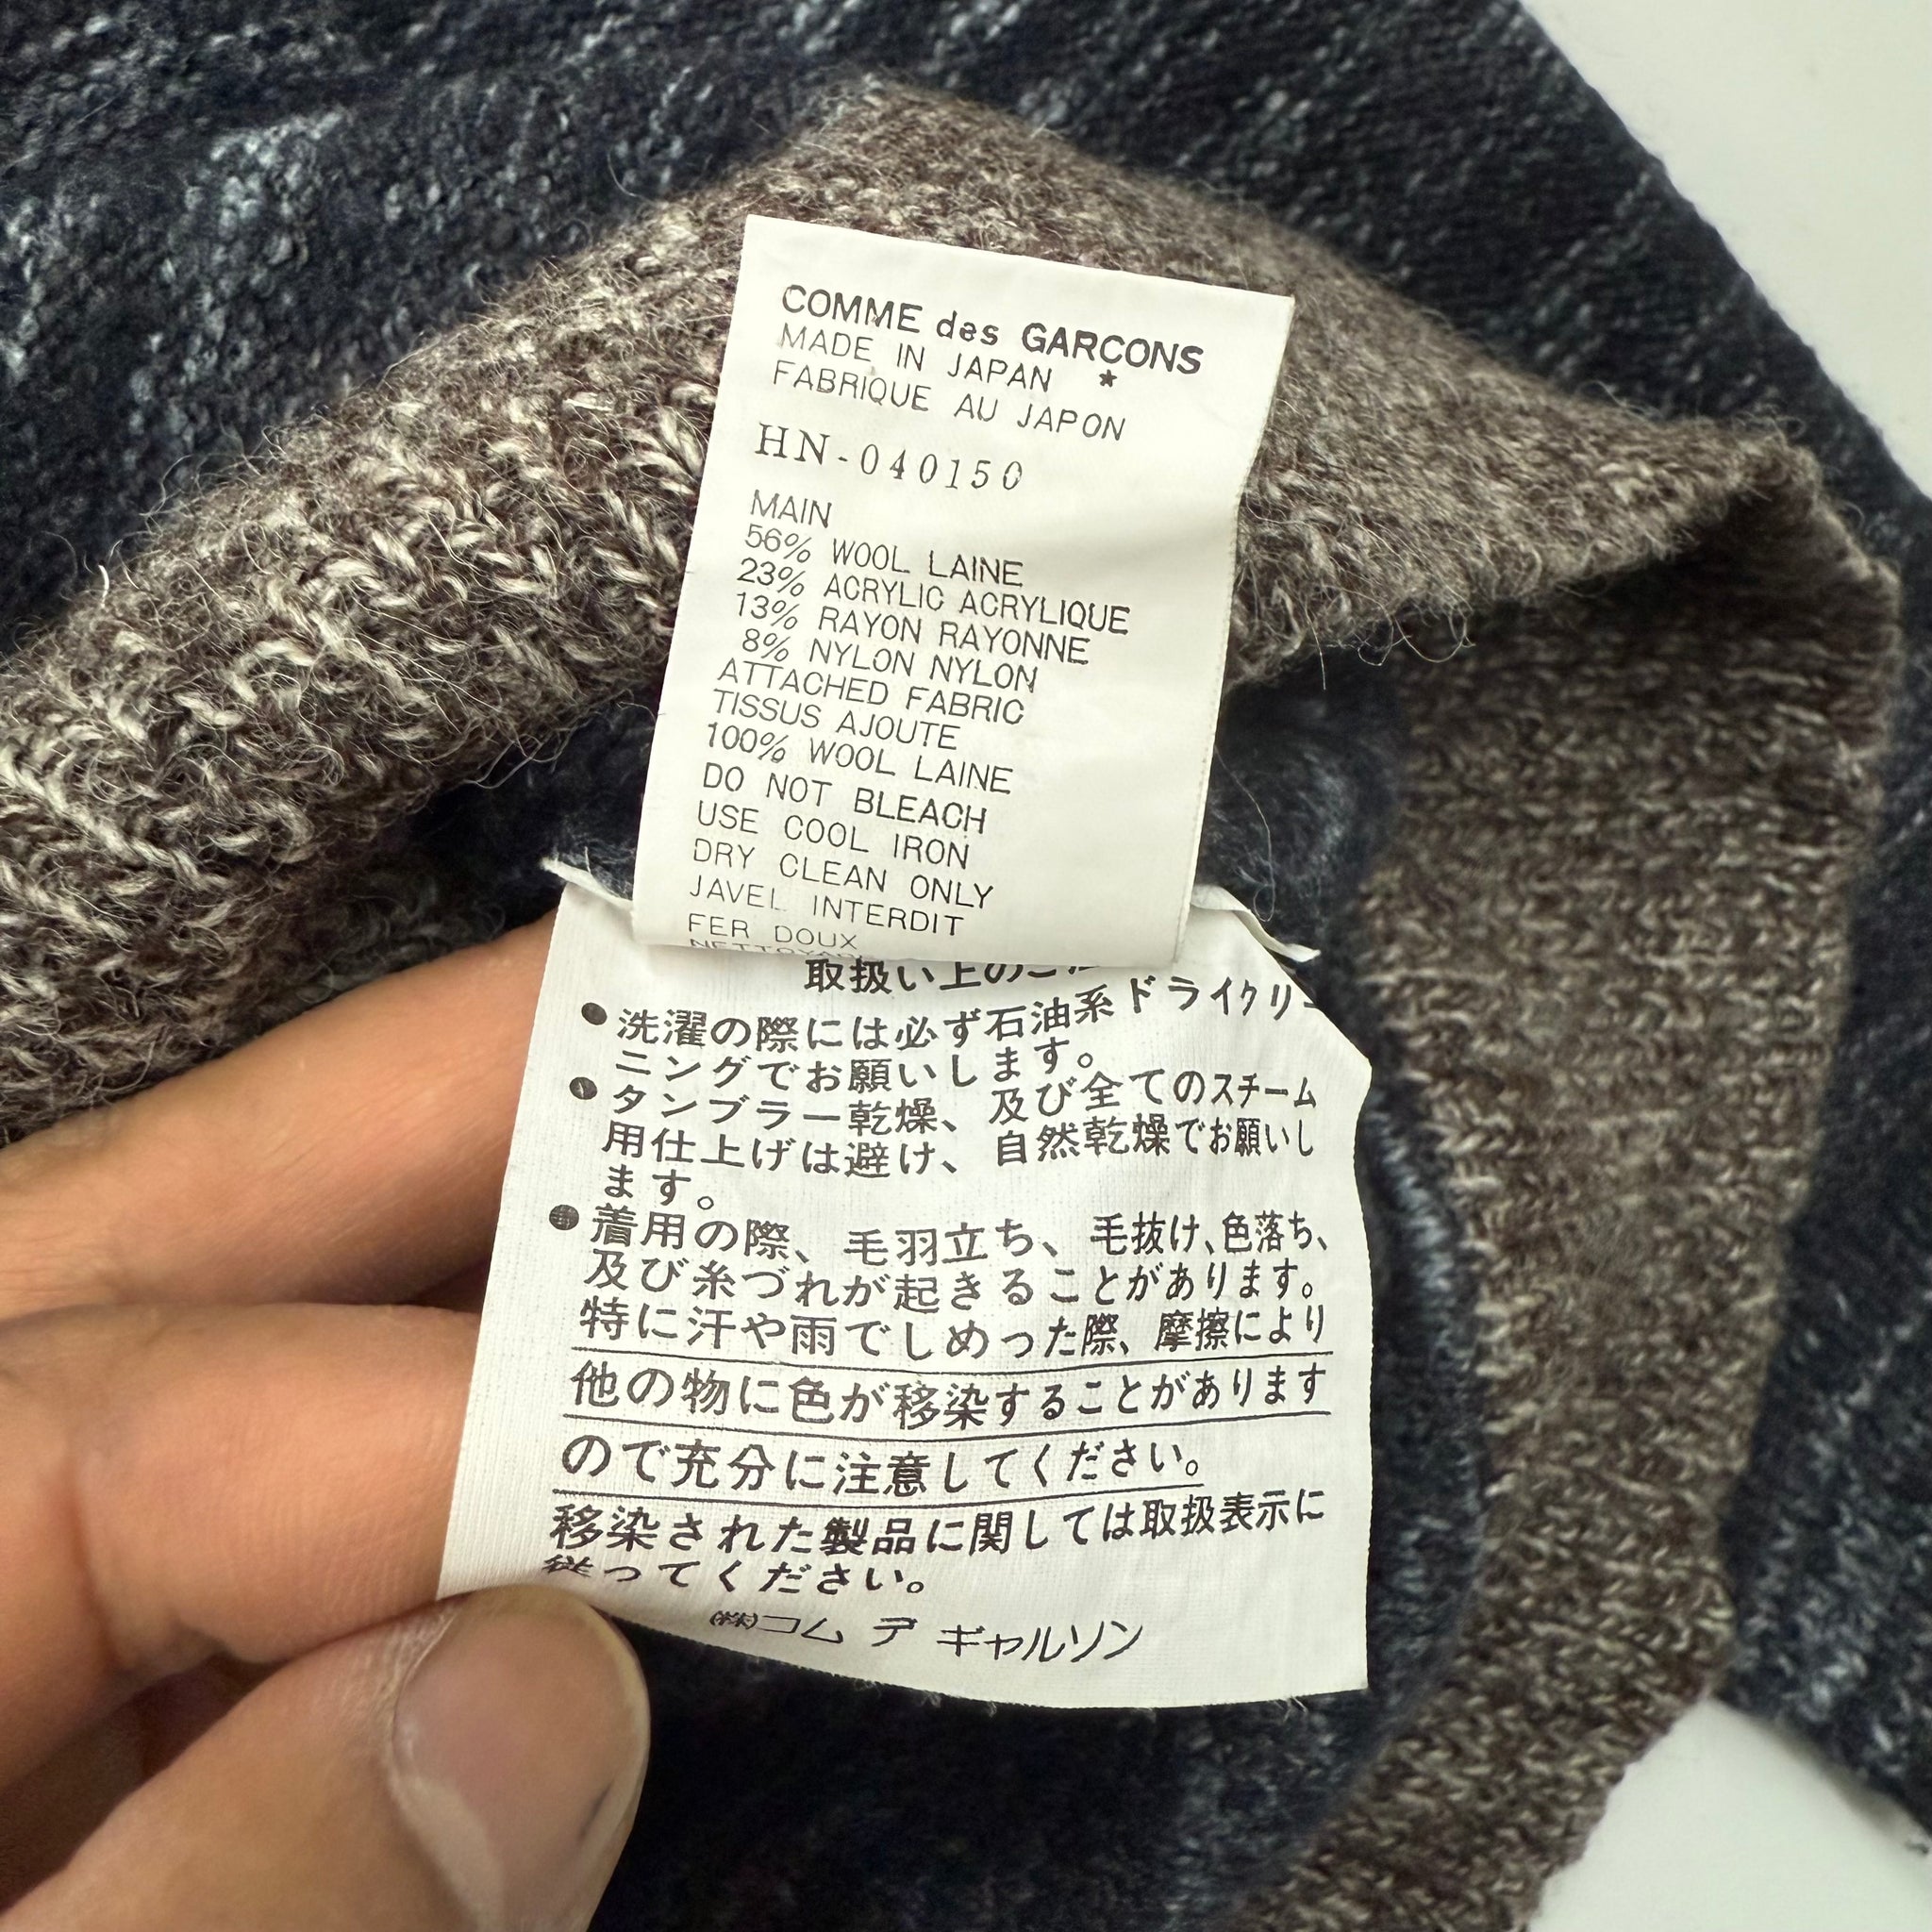 COMME des GARCONS
MADE IN JAPAN *
FABRIQUE AU JAPON
HN-040150
MAIN
56% WOOL LAINE
23% ACRYLIC ACRYLIQUE
13% RAYON RAYONNE
8% NYLON NYLON
ATTACHED FABRIC
TISSUS AJOUTE
100% WOOL LAINE
DO NOT BLEACH
USE COOL IRON
DRY CLEAN ONLY
JAVEL INTERDIT
FER DOUX
取扱い上のご
●洗濯の際には必ず石油系ドライクリー
ニングでお願いします。
●タンブラー乾燥、及び全てのスチーム
用仕上げは避け、自然乾燥でお願いし
ます。
●着用の際、毛羽立ち、毛抜け、色落ち、
及び糸づれが起きることがあります。
特に汗や雨でしめった際、摩擦により
他の物に色が移染することがあります
ので充分に注意してください。
移染された製品に関しては取扱表示に
従ってください。
㈱コム デ ギャルソン